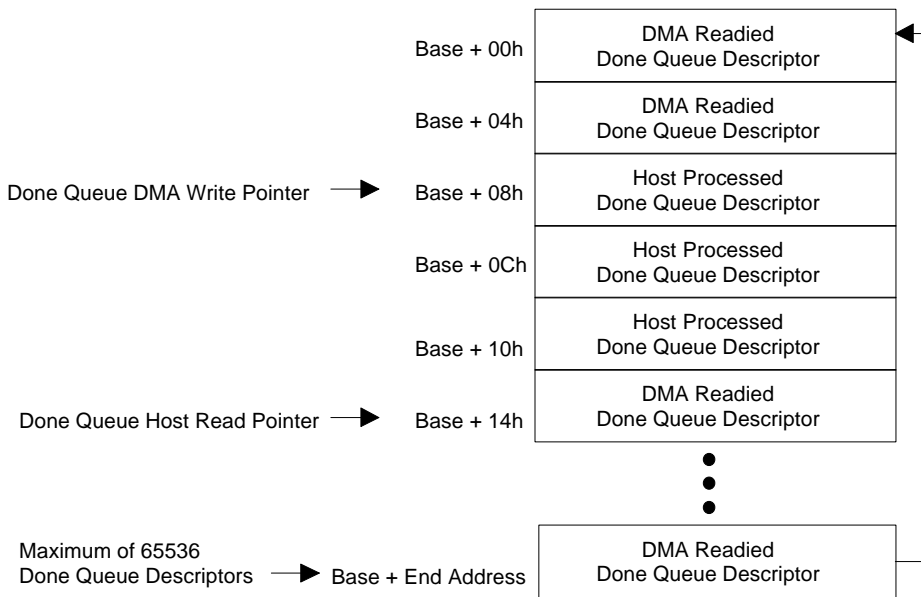 DMA Readied
Base + 00h
Done Queue Descriptor
DMA Readied
Base + 04h
Done Queue Descriptor
Host Processed
Done Queue DMA Write Pointer
Base + 08h
Done Queue Descriptor
Host Processed
Base + 0Ch
Done Queue Descriptor
Host Processed
Base + 10h
Done Queue Descriptor
DMA Readied
Done Queue Host Read Pointer
Base + 14h
Done Queue Descriptor
Maximum of 65536
Done Queue Descriptors
Base + End Address
DMA Readied
Done Queue Descriptor